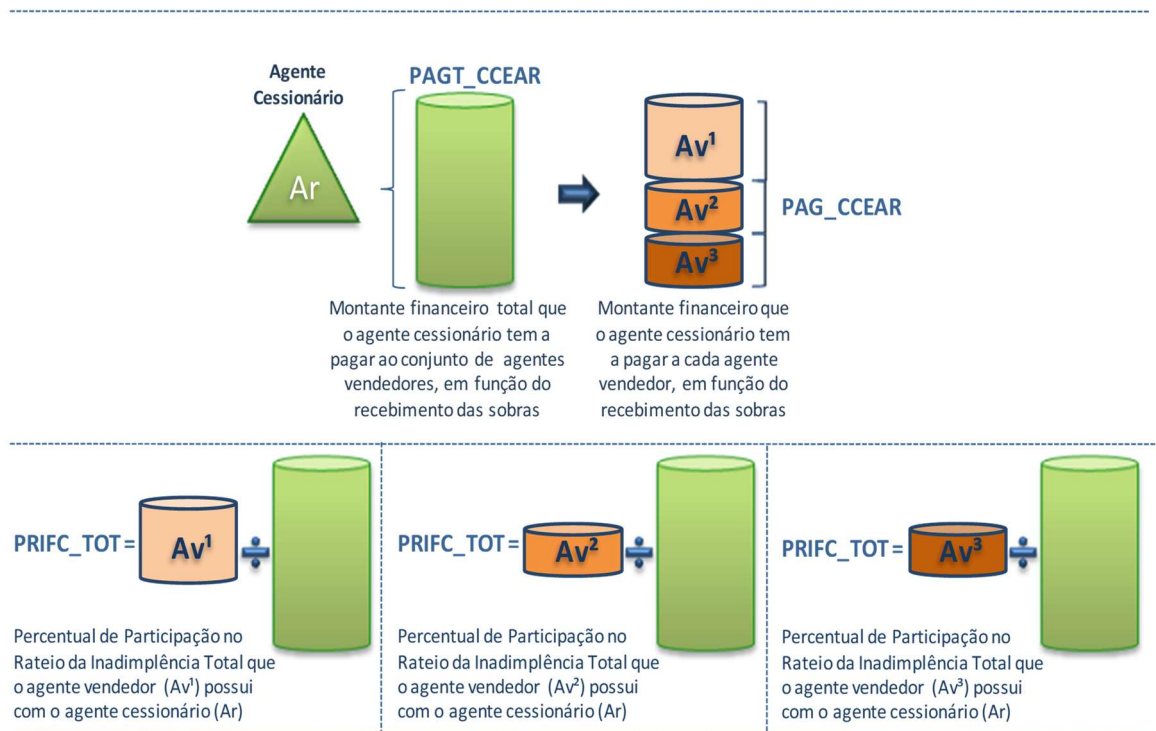 Agente
Cessionário
PAGT_CCEAR
Ar
Av¹
Av²
Av³
PAG_CCEAR
Montante financeiro total que
o agente cessionário tem a
pagar ao conjunto de agentes
vendedores, em função do
recebimento das sobras
Montante financeiro que
o agente cessionário tem
a pagar a cada agente
vendedor, em função do
recebimento das sobras
PRIFC_TOT = Av¹ ÷
Percentual de Participação no
Rateio da Inadimplência Total que
o agente vendedor (Av¹) possui
com o agente cessionário (Ar)
PRIFC_TOT = Av² ÷
Percentual de Participação no
Rateio da Inadimplência Total que
o agente vendedor (Av²) possui
com o agente cessionário (Ar)
PRIFC_TOT = Av³ ÷
Percentual de Participação no
Rateio da Inadimplência Total que
o agente vendedor (Av³) possui
com o agente cessionário (Ar)